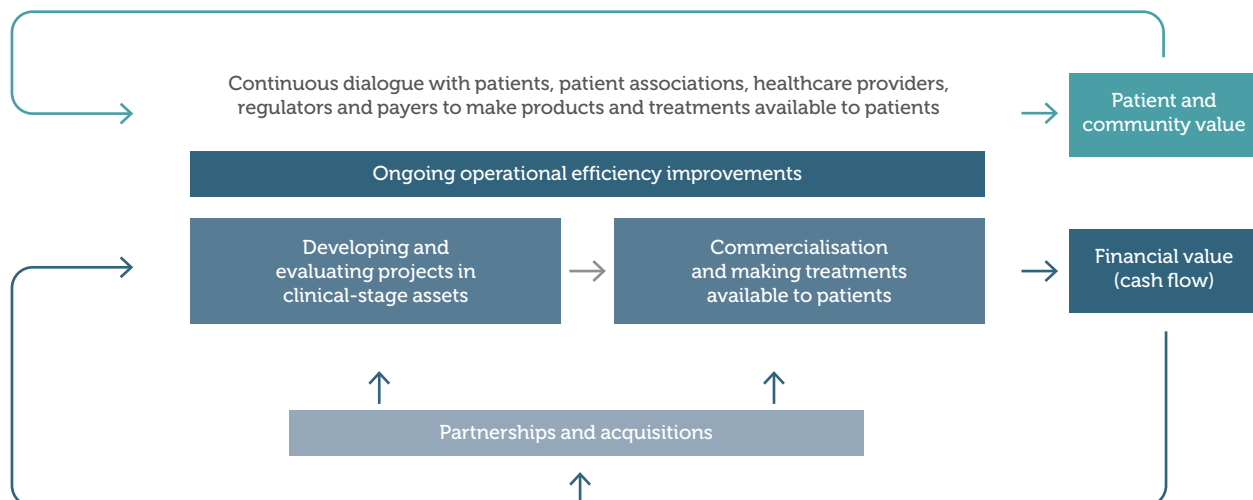 Continuous dialogue with patients, patient associations, healthcare providers,
regulators and payers to make products and treatments available to patients
Patient and
community value
Ongoing operational efficiency improvements
Developing and
evaluating projects in
clinical-stage assets
Commercialisation
and making treatments
available to patients
Financial value
(cash flow)
Partnerships and acquisitions